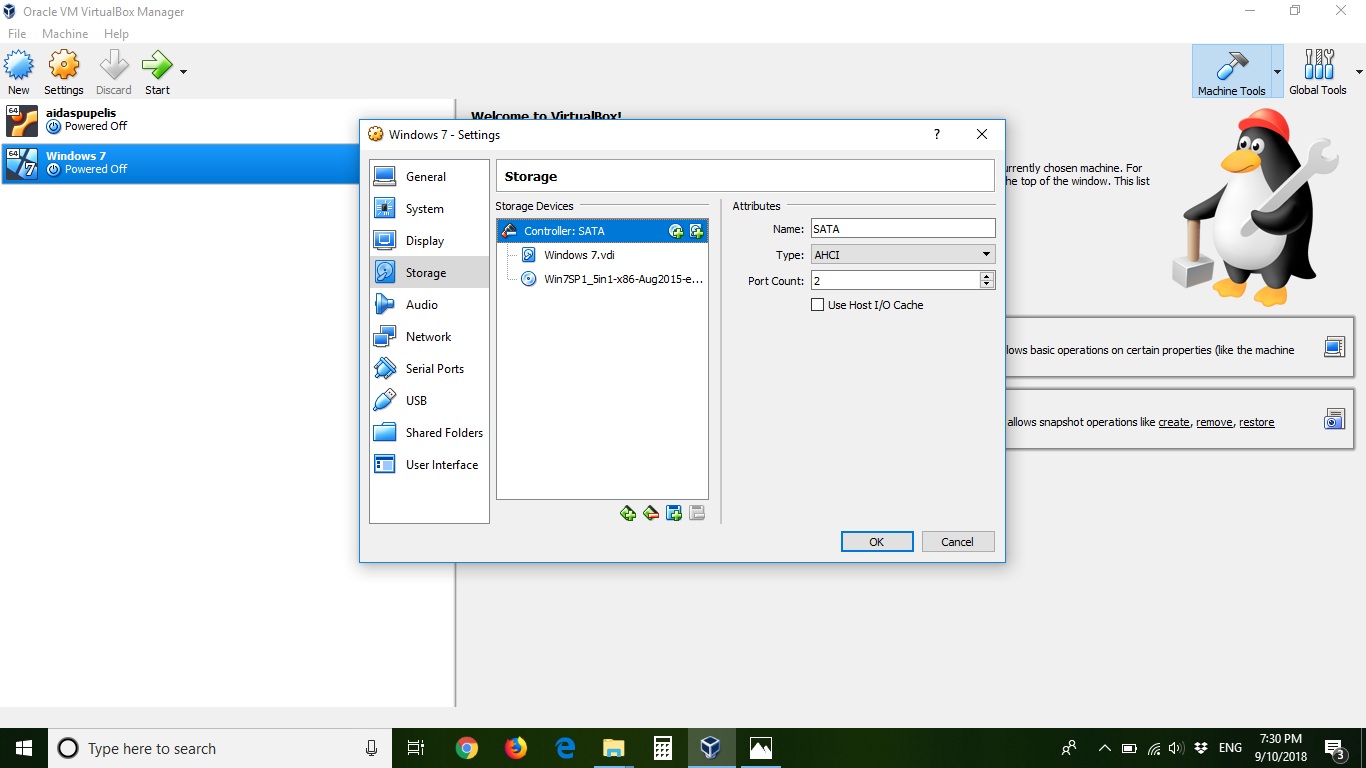 Oracle VM VirtualBox Manager
File Machine Help
New Settings Discard Start
Machine Tools Global Tools
64 aidaspupelis
Powered Off
64 Windows 7
7 Powered Off
Welcome to VirtualBox!
urrently chosen machine. For
he top of the window. This list
lows basic operations on certain properties (like the machine
allows snapshot operations like create, remove, restore
Windows 7 - Settings ?
General
System
Display
Storage
Audio
Network
Serial Ports
USB
Shared Folders
User Interface
Storage
Storage Devices
Controller: SATA
Windows 7.vdi
Win7SP1_5in1-x86-Aug2015-e...
Attributes
Name: SATA
Type: AHCI
Port Count: 2
Use Host I/O Cache
OK Cancel
Type here to search
ENG
7:30 PM
9/10/2018
3